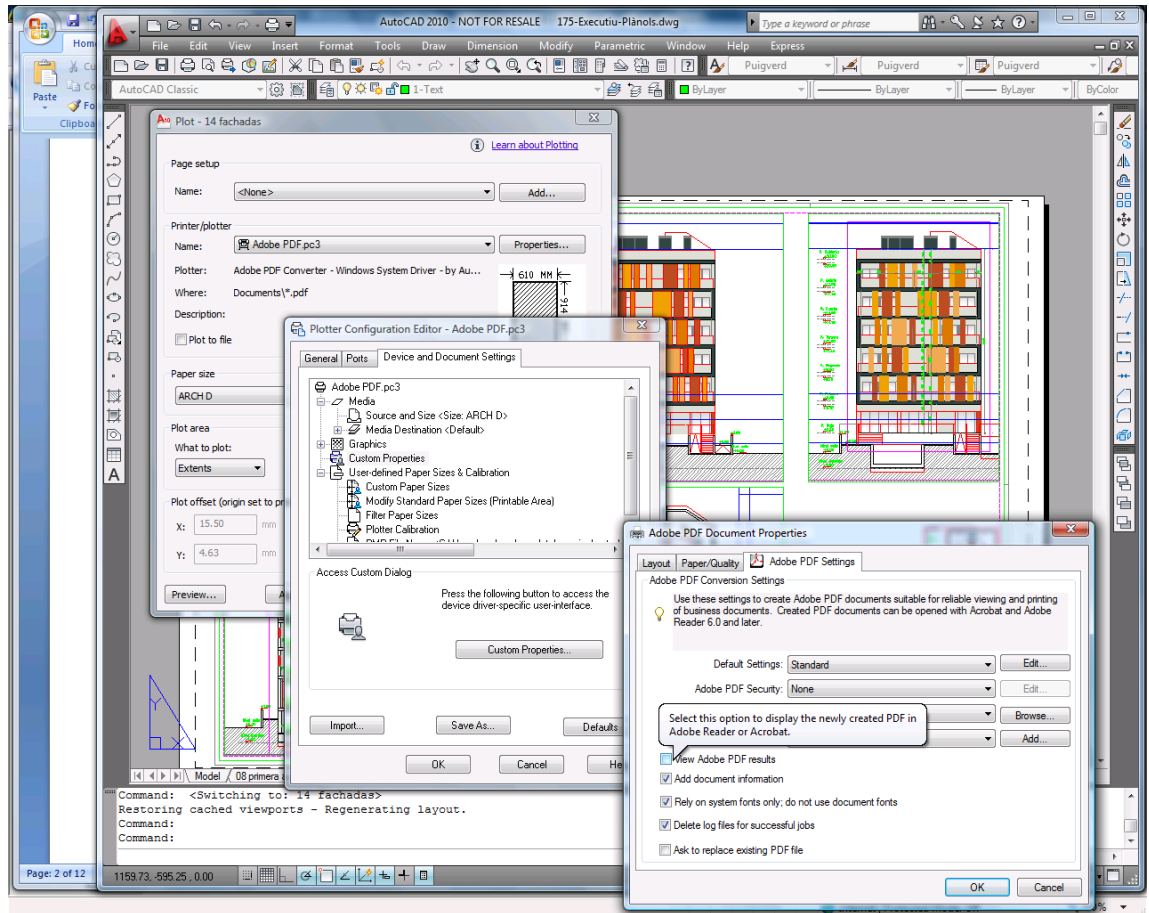 AutoCAD 2010 - NOT FOR RESALE 175-Executiu-Plànols.dwg
Type a keyword or phrase
Hom
File Edit View Insert Format Tools Draw Dimension Modify Parametric Window Help Express
Cu
Co
Paste
Fo
Clipboa
Puigverd
Puigverd
Puigverd
AutoCAD Classic
1-Text
ByLayer
ByLayer
ByLayer
ByColor
Plot - 14 fachadas
Learn about Plotting
Page setup
Name: <None> Add...
Printer/plotter
Name: Adobe PDF.pc3 Properties...
Plotter: Adobe PDF Converter - Windows System Driver - by Au...
Where: Documents\*.pdf
Description:
610 MM
914
Plot to file
Paper size
ARCH D
Plot area
What to plot:
Extents
Plot offset (origin set to pr
X: 15.50 mm
Y: 4.63 mm
Preview...
A
Plotter Configuration Editor - Adobe PDF.pc3
General Ports Device and Document Settings
Adobe PDF.pc3
Media
Source and Size <Size: ARCH D>
Media Destination <Default>
Graphics
Custom Properties
User-defined Paper Sizes & Calibration
Custom Paper Sizes
Modify Standard Paper Sizes (Printable Area)
Filter Paper Sizes
Plotter Calibration
Access Custom Dialog
Press the following button to access the
device driver-specific user-interface.
Custom Properties...
Import... Save As... Defaults
OK Cancel He
Adobe PDF Document Properties
Layout Paper/Quality Adobe PDF Settings
Adobe PDF Conversion Settings
Use these settings to create Adobe PDF documents suitable for reliable viewing and printing
of business documents. Created PDF documents can be opened with Acrobat and Adobe
Reader 6.0 and later.
Default Settings: Standard Edit...
Adobe PDF Security: None Edit...
Browse...
Add...
Select this option to display the newly created PDF in
Adobe Reader or Acrobat.
View Adobe PDF results
Add document information
Rely on system fonts only; do not use document fonts
Delete log files for successful jobs
Ask to replace existing PDF file
OK Cancel
Y
X
Model 08 primera
Command: <Switching to: 14 fachadas>
Restoring cached viewports - Regenerating layout.
Command:
Command:
Page: 2 of 12
1159.73, -595.25 , 0.00